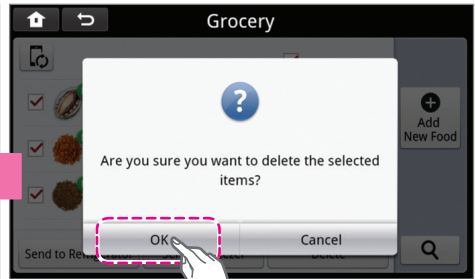 Grocery
Add
New Food
?
Are you sure you want to delete the selected
items?
OK
Cancel
Send to Refrigerator
Delete